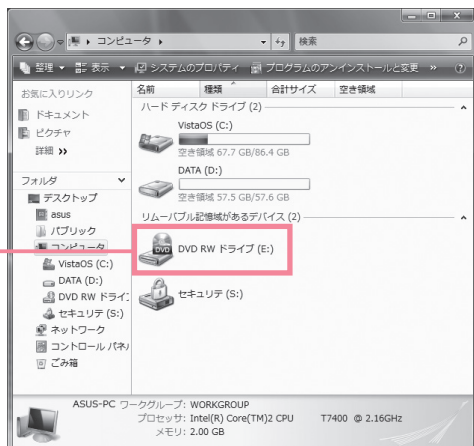 コンピュータ
検索
整理 表示 システムのプロパティ プログラムのアンインストールと変更 »
お気に入りリンク
ドキュメント
ピクチャ
詳細 »
フォルダ
デスクトップ
asus
パブリック
コンピュータ
VistaOS (C:)
DATA (D:)
DVD RW ドライ
セキュリテ (S:)
ネットワーク
コントロール パネ
ごみ箱
名前 種類 合計サイズ 空き領域
ハード ディスク ドライブ (2)
VistaOS (C:)
空き領域 67.7 GB/86.4 GB
DATA (D:)
空き領域 57.5 GB/57.6 GB
リムーバブル記憶域があるデバイス (2)
DVD
DVD RW ドライブ (E:)
セキュリテ (S:)
ASUS-PC ワークグループ: WORKGROUP
プロセッサ: Intel(R) Core(TM)2 CPU T7400 @ 2.16GHz
メモリ: 2.00 GB